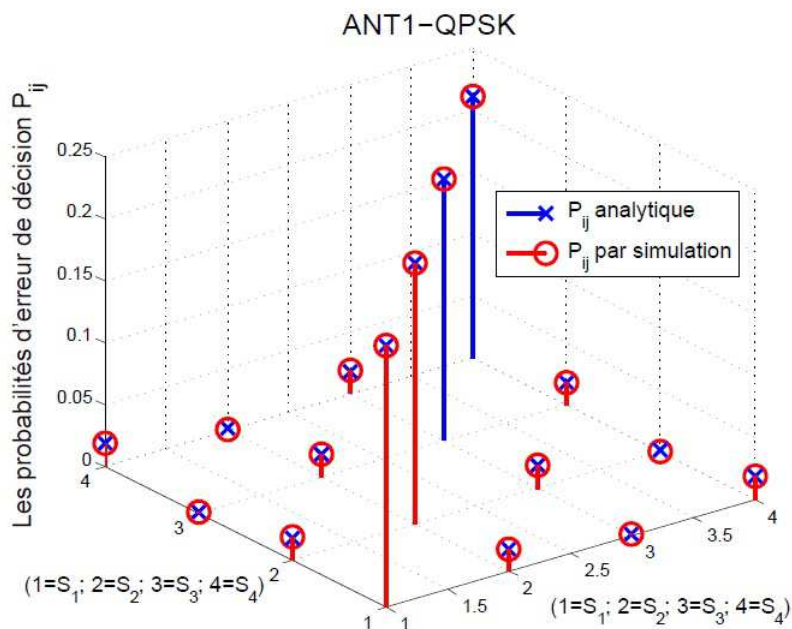 ANT1−QPSK
Les probabilités d'erreur de décision P_ij
0.25
0.2
0.15
0.1
0.05
0
4
3
2
1
1
1.5
2
2.5
3
3.5
4
P_ij analytique
P_ij par simulation
(1=S_1; 2=S_2; 3=S_3; 4=S_4)
(1=S_1; 2=S_2; 3=S_3; 4=S_4)